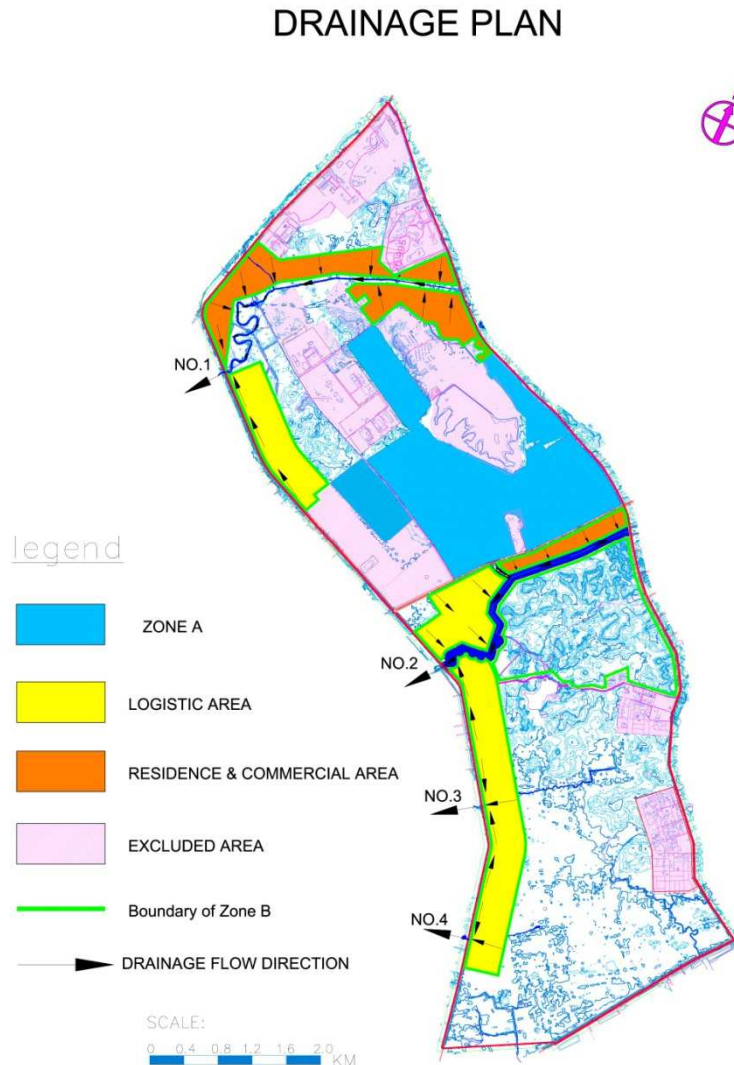 DRAINAGE PLAN
NO.1
NO.2
NO.3
NO.4
legend
ZONE A
LOGISTIC AREA
RESIDENCE & COMMERCIAL AREA
EXCLUDED AREA
Boundary of Zone B
DRAINAGE FLOW DIRECTION
SCALE:
0 0.4 0.8 1.2 1.6 2.0
KM